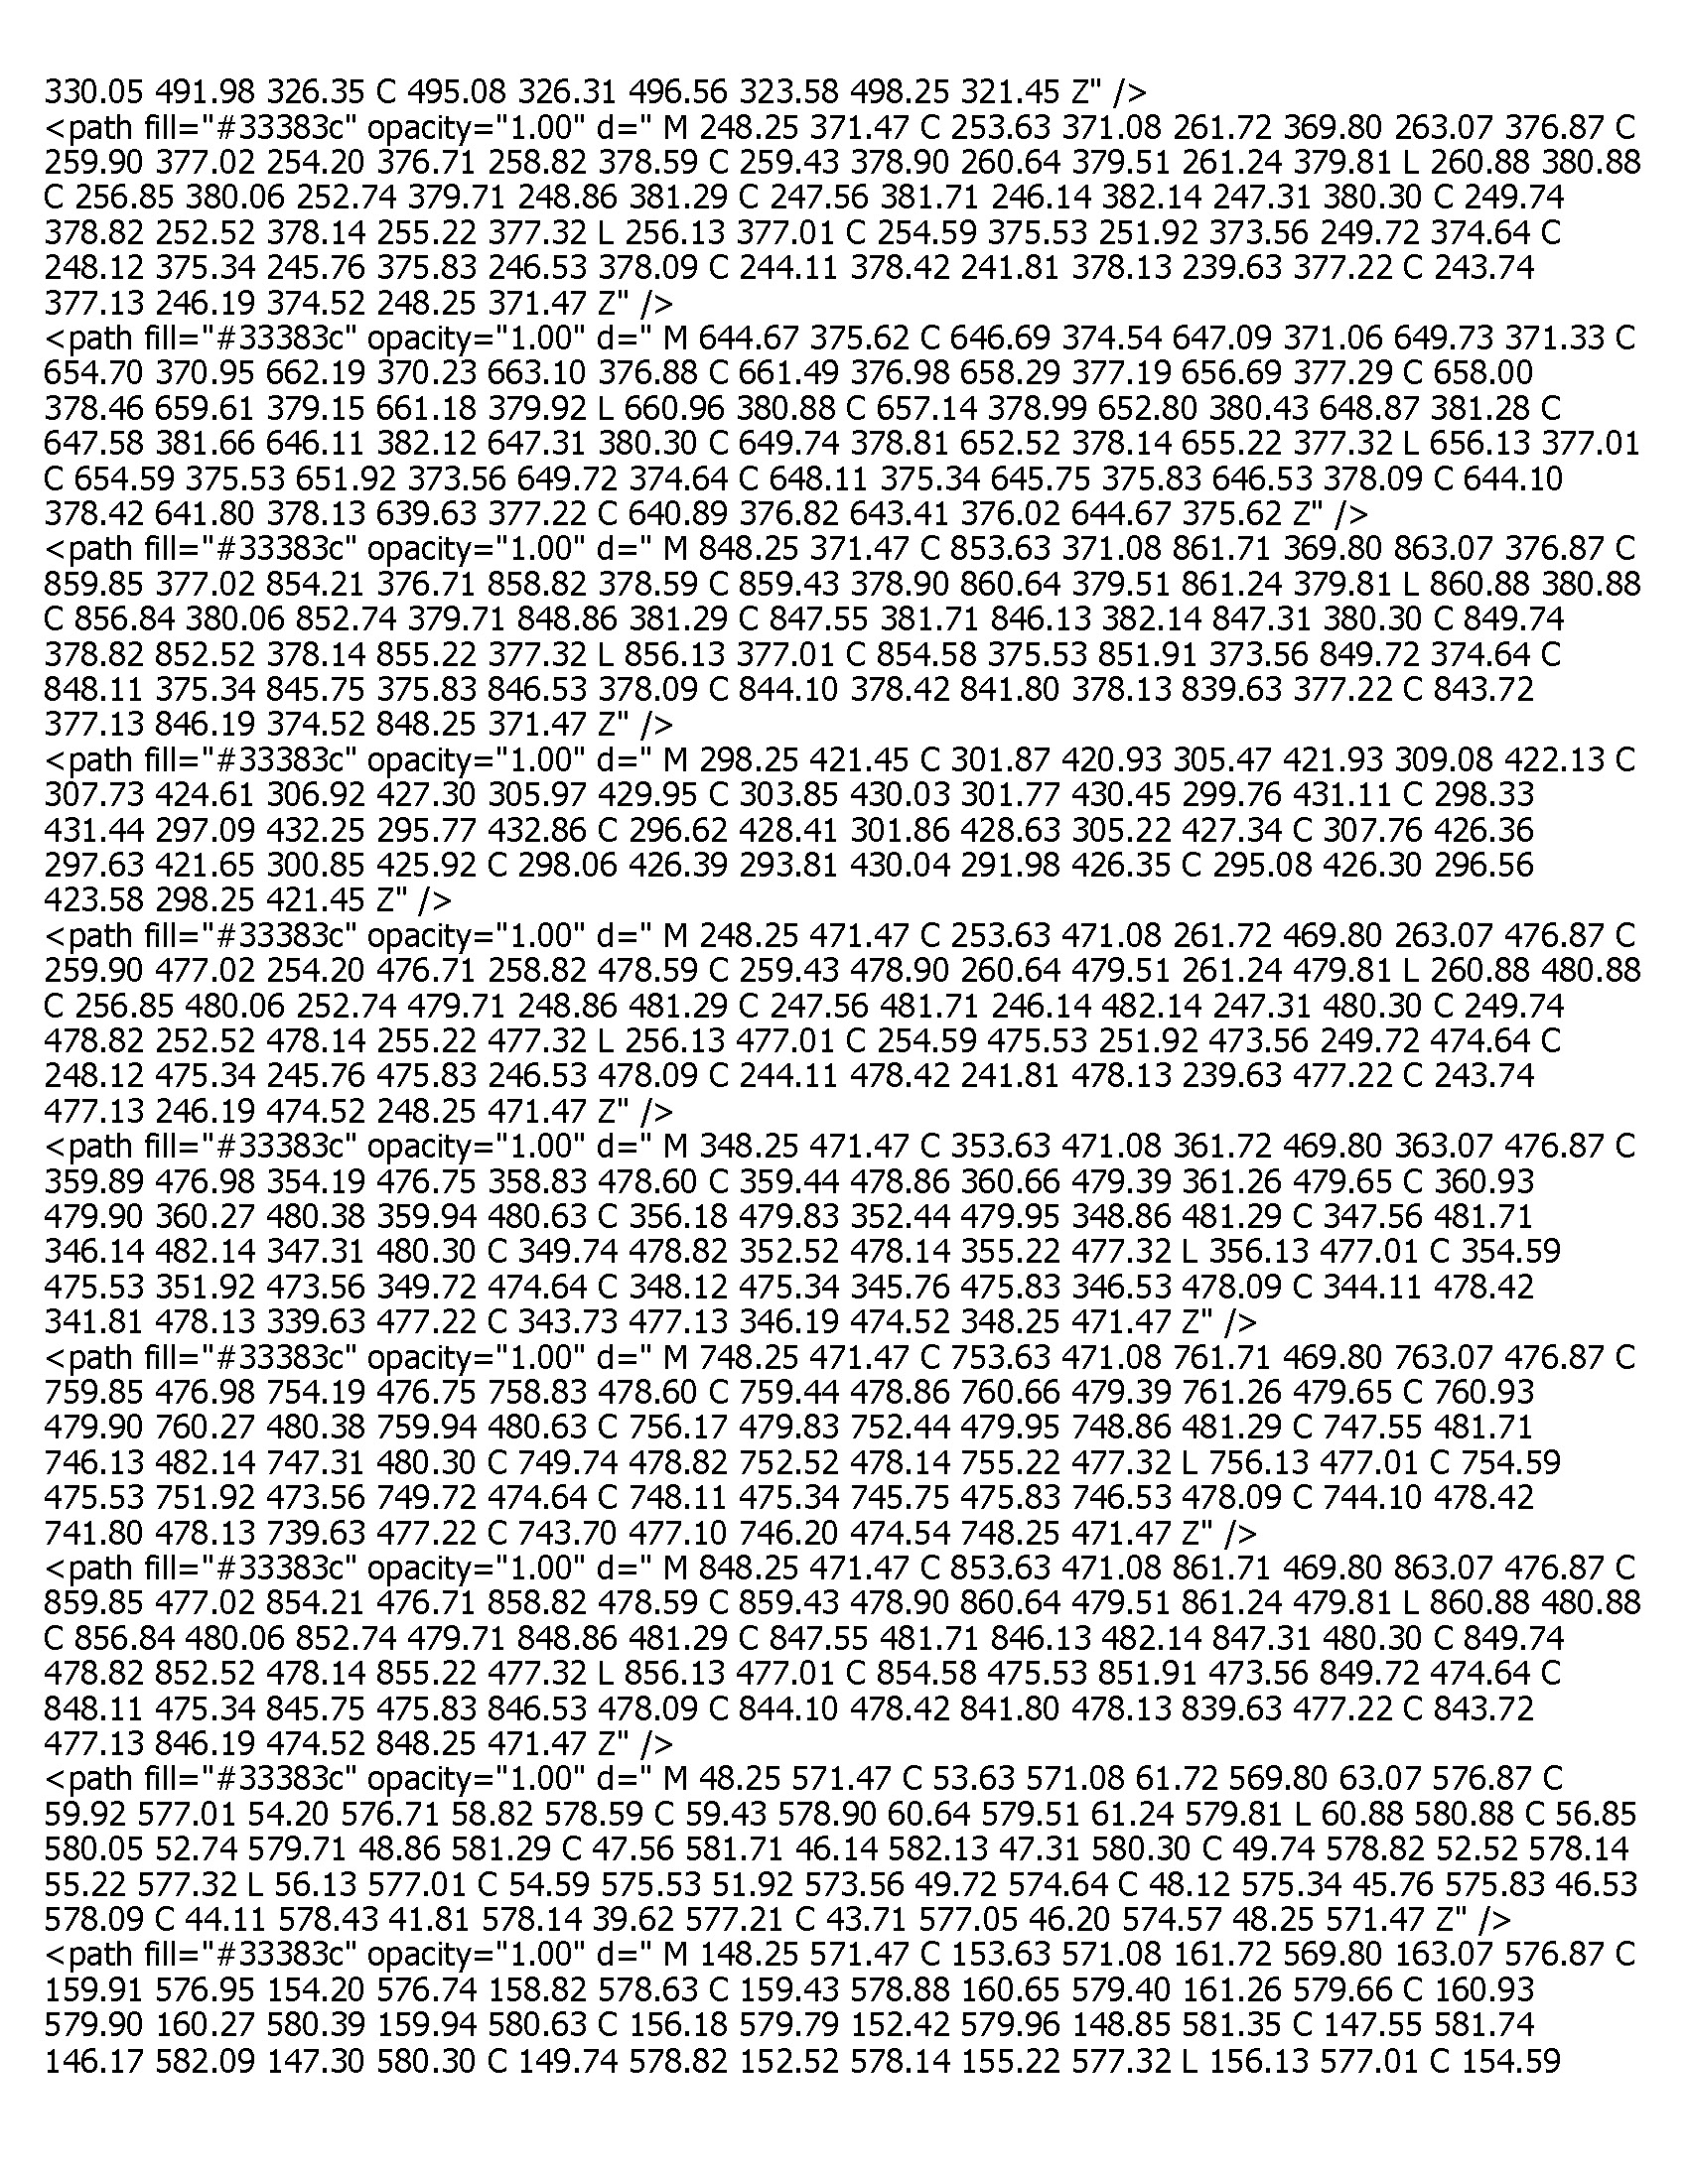 330.05 491.98 326.35 C 495.08 326.31 496.56 323.58 498.25 321.45 Z" />
<path fill="#33383c" opacity="1.00" d=" M 248.25 371.47 C 253.63 371.08 261.72 369.80 263.07 376.87 C
259.90 377.02 254.20 376.71 258.82 378.59 C 259.43 378.90 260.64 379.51 261.24 379.81 L 260.88 380.88
C 256.85 380.06 252.74 379.71 248.86 381.29 C 247.56 381.71 246.14 382.14 247.31 380.30 C 249.74
378.82 252.52 378.14 255.22 377.32 L 256.13 377.01 C 254.59 375.53 251.92 373.56 249.72 374.64 C
248.12 375.34 245.76 375.83 246.53 378.09 C 244.11 378.42 241.81 378.13 239.63 377.22 C 243.74
377.13 246.19 374.52 248.25 371.47 Z" />
<path fill="#33383c" opacity="1.00" d=" M 644.67 375.62 C 646.69 374.54 647.09 371.06 649.73 371.33 C
654.70 370.95 662.19 370.23 663.10 376.88 C 661.49 376.98 658.29 377.19 656.69 377.29 C 658.00
378.46 659.61 379.15 661.18 379.92 L 660.96 380.88 C 657.14 378.99 652.80 380.43 648.87 381.28 C
647.58 381.66 646.11 382.12 647.31 380.30 C 649.74 378.81 652.52 378.14 655.22 377.32 L 656.13 377.01
C 654.59 375.53 651.92 373.56 649.72 374.64 C 648.11 375.34 645.75 375.83 646.53 378.09 C 644.10
378.42 641.80 378.13 639.63 377.22 C 640.89 376.82 643.41 376.02 644.67 375.62 Z" />
<path fill="#33383c" opacity="1.00" d=" M 848.25 371.47 C 853.63 371.08 861.71 369.80 863.07 376.87 C
859.85 377.02 854.21 376.71 858.82 378.59 C 859.43 378.90 860.64 379.51 861.24 379.81 L 860.88 380.88
C 856.84 380.06 852.74 379.71 848.86 381.29 C 847.55 381.71 846.13 382.14 847.31 380.30 C 849.74
378.82 852.52 378.14 855.22 377.32 L 856.13 377.01 C 854.58 375.53 851.91 373.56 849.72 374.64 C
848.11 375.34 845.75 375.83 846.53 378.09 C 844.10 378.42 841.80 378.13 839.63 377.22 C 843.72
377.13 846.19 374.52 848.25 371.47 Z" />
<path fill="#33383c" opacity="1.00" d=" M 298.25 421.45 C 301.87 420.93 305.47 421.93 309.08 422.13 C
307.73 424.61 306.92 427.30 305.97 429.95 C 303.85 430.03 301.77 430.45 299.76 431.11 C 298.33
431.44 297.09 432.25 295.77 432.86 C 296.62 428.41 301.86 428.63 305.22 427.34 C 307.76 426.36
297.63 421.65 300.85 425.92 C 298.06 426.39 293.81 430.04 291.98 426.35 C 295.08 426.30 296.56
423.58 298.25 421.45 Z" />
<path fill="#33383c" opacity="1.00" d=" M 248.25 471.47 C 253.63 471.08 261.72 469.80 263.07 476.87 C
259.90 477.02 254.20 476.71 258.82 478.59 C 259.43 478.90 260.64 479.51 261.24 479.81 L 260.88 480.88
C 256.85 480.06 252.74 479.71 248.86 481.29 C 247.56 481.71 246.14 482.14 247.31 480.30 C 249.74
478.82 252.52 478.14 255.22 477.32 L 256.13 477.01 C 254.59 475.53 251.92 473.56 249.72 474.64 C
248.12 475.34 245.76 475.83 246.53 478.09 C 244.11 478.42 241.81 478.13 239.63 477.22 C 243.74
477.13 246.19 474.52 248.25 471.47 Z" />
<path fill="#33383c" opacity="1.00" d=" M 348.25 471.47 C 353.63 471.08 361.72 469.80 363.07 476.87 C
359.89 476.98 354.19 476.75 358.83 478.60 C 359.44 478.86 360.66 479.39 361.26 479.65 C 360.93
479.90 360.27 480.38 359.94 480.63 C 356.18 479.83 352.44 479.95 348.86 481.29 C 347.56 481.71
346.14 482.14 347.31 480.30 C 349.74 478.82 352.52 478.14 355.22 477.32 L 356.13 477.01 C 354.59
475.53 351.92 473.56 349.72 474.64 C 348.12 475.34 345.76 475.83 346.53 478.09 C 344.11 478.42
341.81 478.13 339.63 477.22 C 343.73 477.13 346.19 474.52 348.25 471.47 Z" />
<path fill="#33383c" opacity="1.00" d=" M 748.25 471.47 C 753.63 471.08 761.71 469.80 763.07 476.87 C
759.85 476.98 754.19 476.75 758.83 478.60 C 759.44 478.86 760.66 479.39 761.26 479.65 C 760.93
479.90 760.27 480.38 759.94 480.63 C 756.17 479.83 752.44 479.95 748.86 481.29 C 747.55 481.71
746.13 482.14 747.31 480.30 C 749.74 478.82 752.52 478.14 755.22 477.32 L 756.13 477.01 C 754.59
475.53 751.92 473.56 749.72 474.64 C 748.11 475.34 745.75 475.83 746.53 478.09 C 744.10 478.42
741.80 478.13 739.63 477.22 C 743.70 477.10 746.20 474.54 748.25 471.47 Z" />
<path fill="#33383c" opacity="1.00" d=" M 848.25 471.47 C 853.63 471.08 861.71 469.80 863.07 476.87 C
859.85 477.02 854.21 476.71 858.82 478.59 C 859.43 478.90 860.64 479.51 861.24 479.81 L 860.88 480.88
C 856.84 480.06 852.74 479.71 848.86 481.29 C 847.55 481.71 846.13 482.14 847.31 480.30 C 849.74
478.82 852.52 478.14 855.22 477.32 L 856.13 477.01 C 854.58 475.53 851.91 473.56 849.72 474.64 C
848.11 475.34 845.75 475.83 846.53 478.09 C 844.10 478.42 841.80 478.13 839.63 477.22 C 843.72
477.13 846.19 474.52 848.25 471.47 Z" />
<path fill="#33383c" opacity="1.00" d=" M 48.25 571.47 C 53.63 571.08 61.72 569.80 63.07 576.87 C
59.92 577.01 54.20 576.71 58.82 578.59 C 59.43 578.90 60.64 579.51 61.24 579.81 L 60.88 580.88 C 56.85
580.05 52.74 579.71 48.86 581.29 C 47.56 581.71 46.14 582.13 47.31 580.30 C 49.74 578.82 52.52 578.14
55.22 577.32 L 56.13 577.01 C 54.59 575.53 51.92 573.56 49.72 574.64 C 48.12 575.34 45.76 575.83 46.53
578.09 C 44.11 578.43 41.81 578.14 39.62 577.21 C 43.71 577.05 46.20 574.57 48.25 571.47 Z" />
<path fill="#33383c" opacity="1.00" d=" M 148.25 571.47 C 153.63 571.08 161.72 569.80 163.07 576.87 C
159.91 576.95 154.20 576.74 158.82 578.63 C 159.43 578.88 160.65 579.40 161.26 579.66 C 160.93
579.90 160.27 580.39 159.94 580.63 C 156.18 579.79 152.42 579.96 148.85 581.35 C 147.55 581.74
146.17 582.09 147.30 580.30 C 149.74 578.82 152.52 578.14 155.22 577.32 L 156.13 577.01 C 154.59